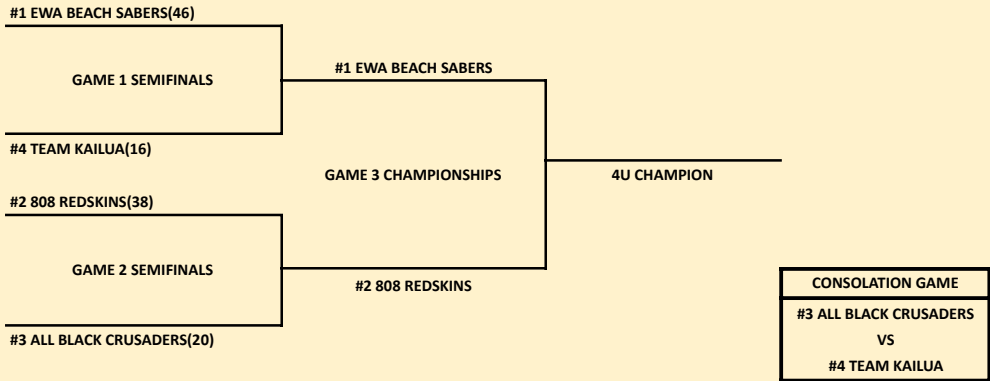 #1 EWA BEACH SABERS(46)
GAME 1 SEMIFINALS
#4 TEAM KAILUA(16)
#1 EWA BEACH SABERS
GAME 3 CHAMPIONSHIPS
4U CHAMPION
#2 808 REDSKINS(38)
GAME 2 SEMIFINALS
#3 ALL BLACK CRUSADERS(20)
#2 808 REDSKINS
CONSOLATION GAME
#3 ALL BLACK CRUSADERS
VS
#4 TEAM KAILUA